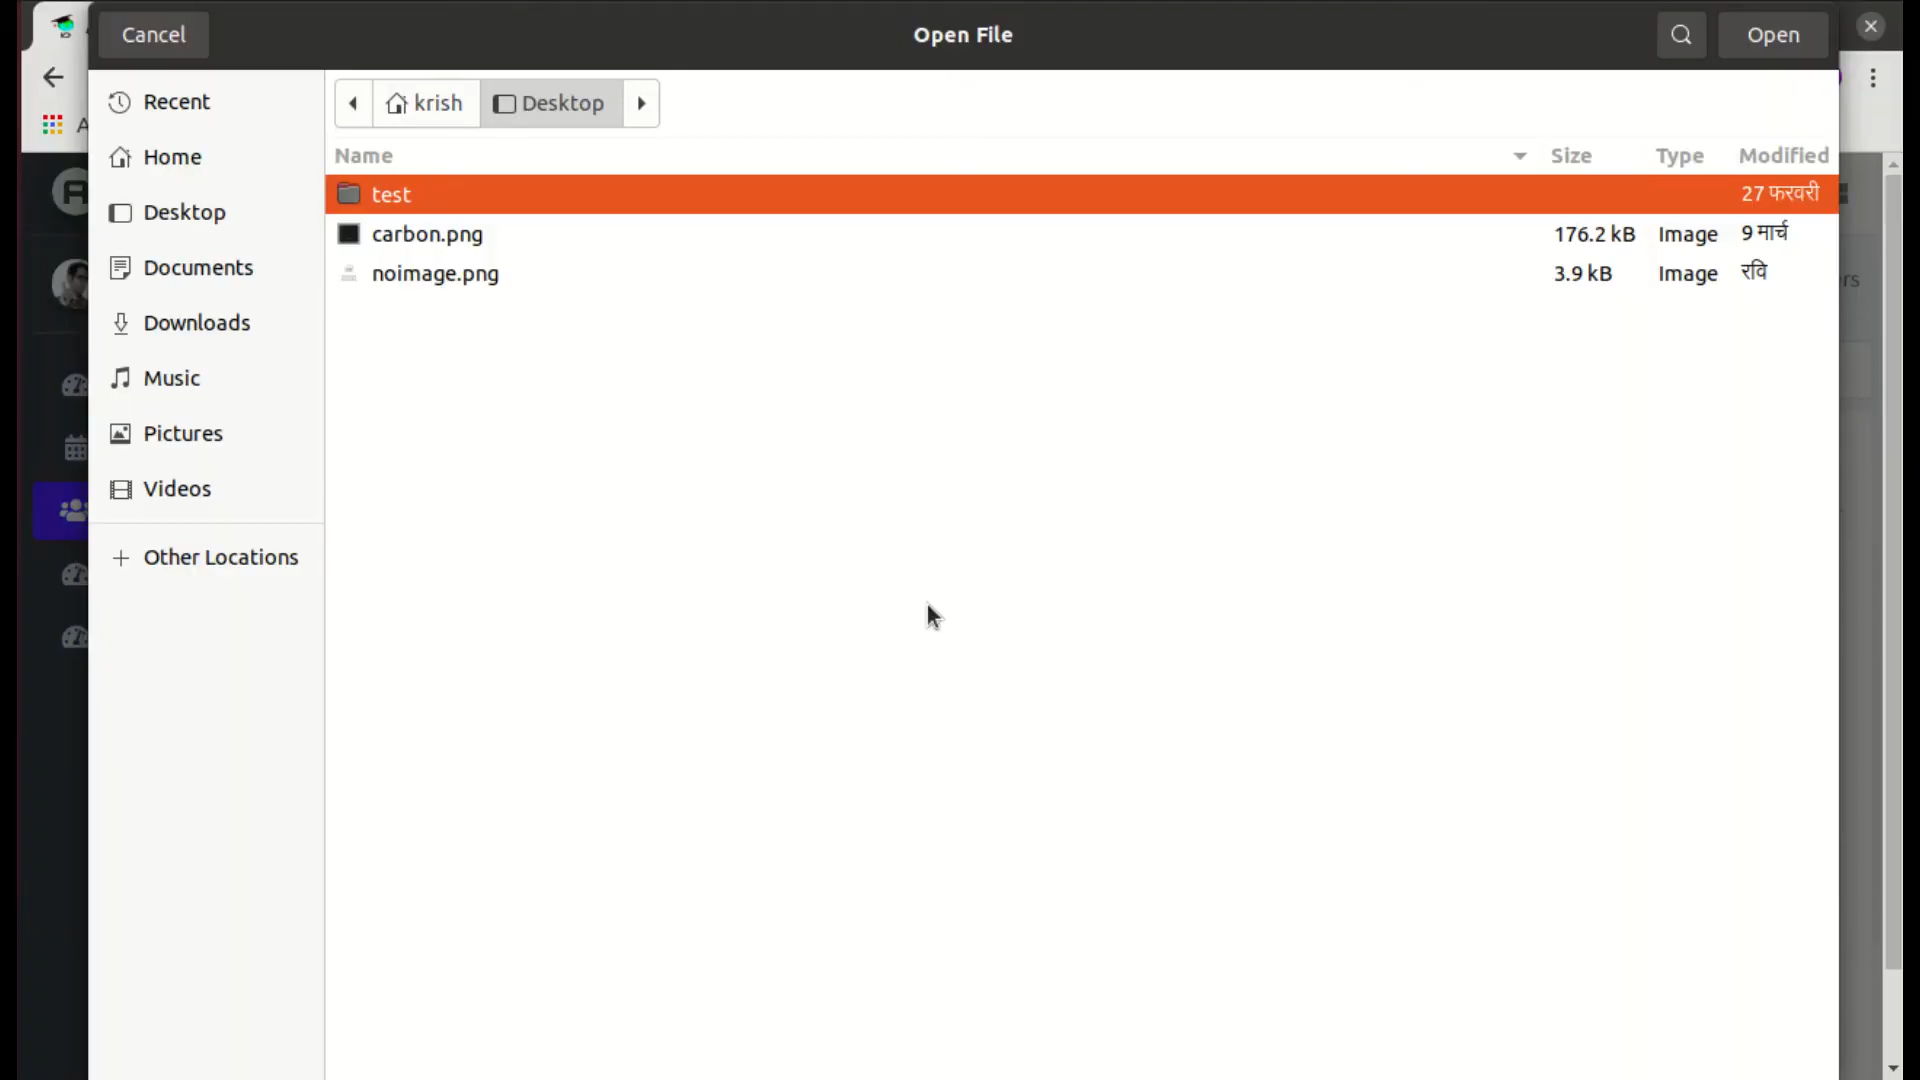 Cancel
Open File
Open
Recent
Home
Desktop
Documents
Downloads
Music
Pictures
Videos
Other Locations
krish
Desktop
Name Size Type Modified
test 27 फरवरी
carbon.png 176.2 kB Image 9 मार्च
noimage.png 3.9 kB Image रवि
A
rs